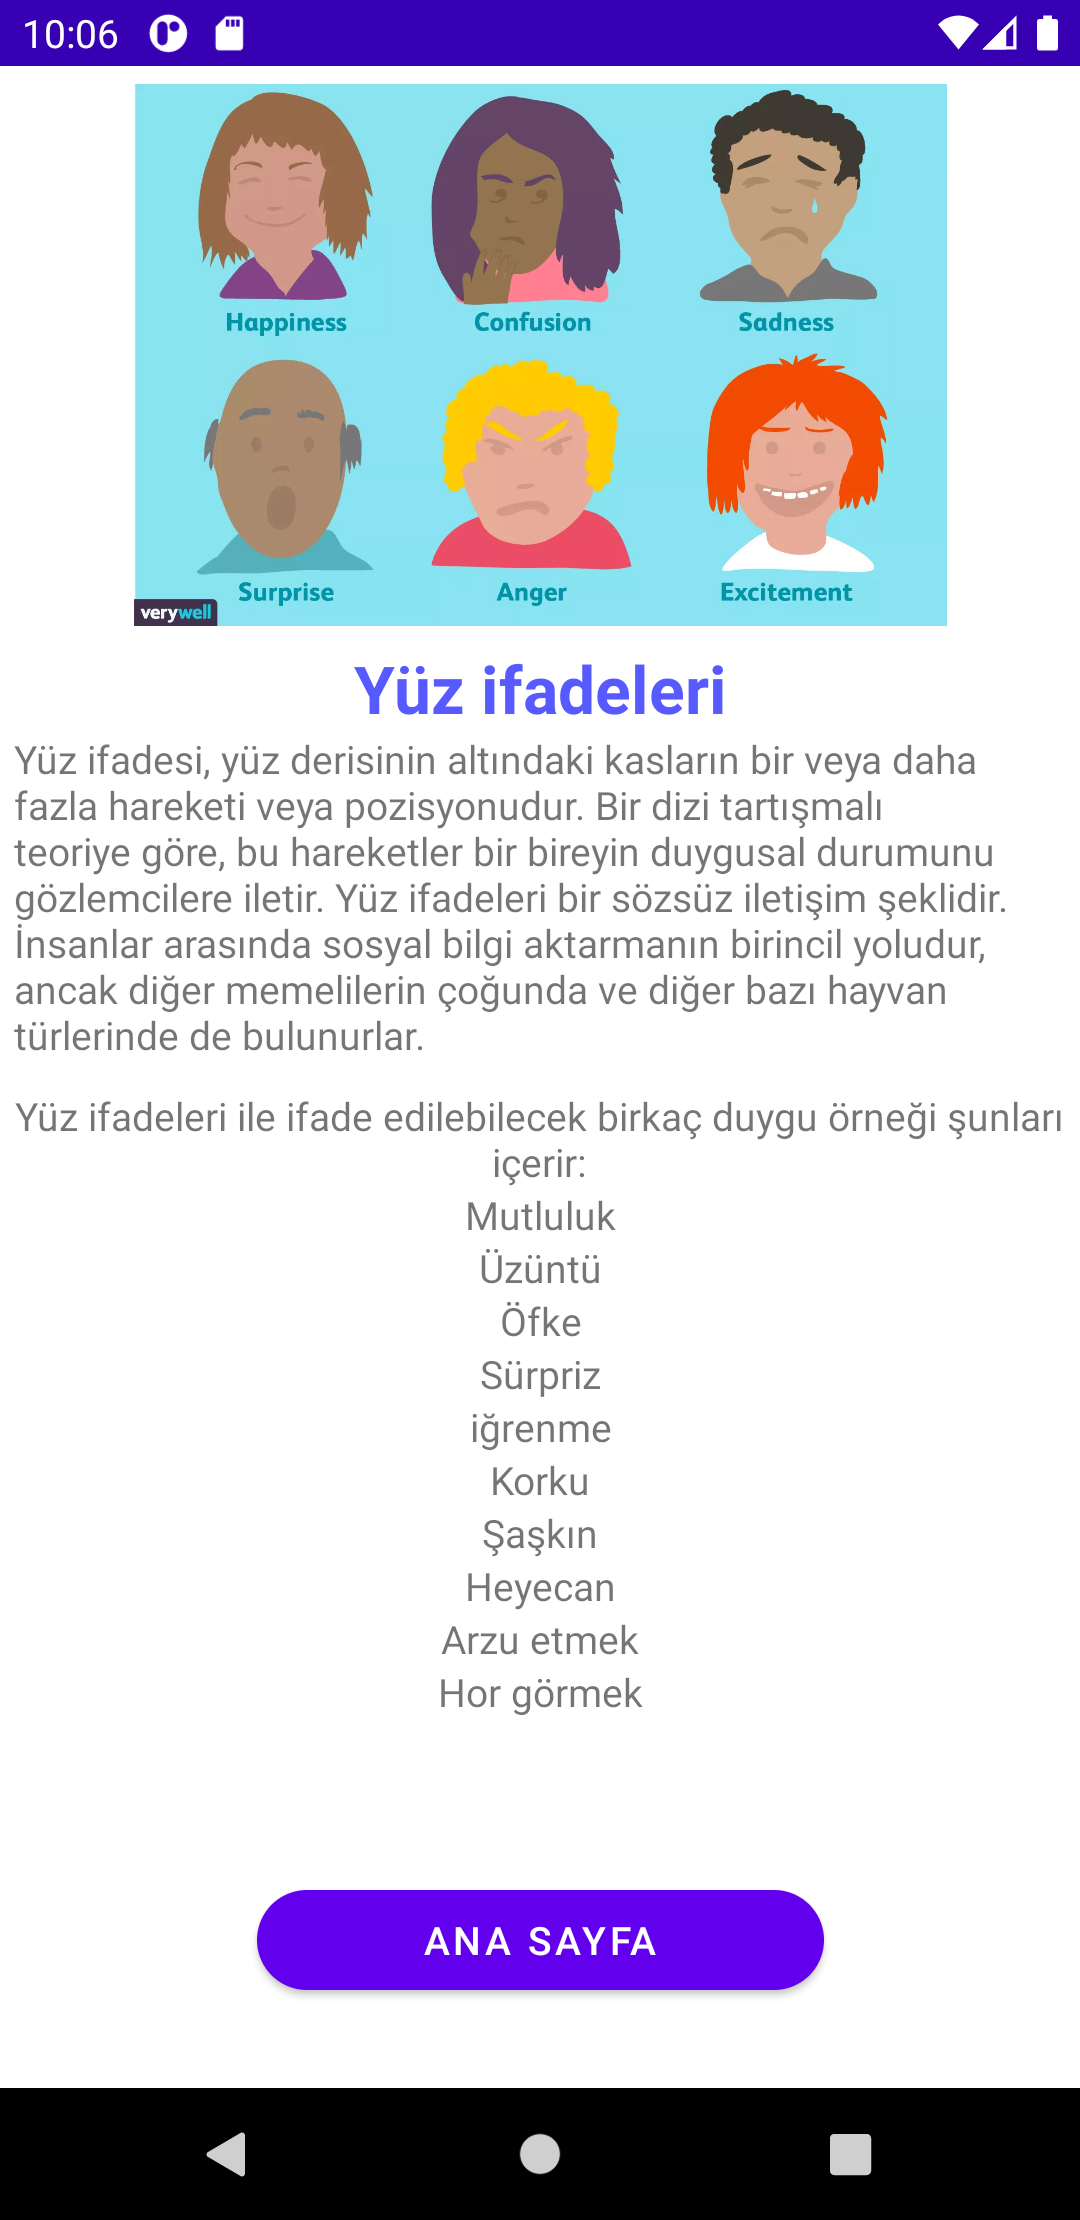 10:06
Happiness Confusion Sadness
Surprise Anger Excitement
verywell
Yüz ifadeleri
Yüz ifadesi, yüz derisinin altındaki kasların bir veya daha
fazla hareketi veya pozisyonudur. Bir dizi tartışmalı
teoriye göre, bu hareketler bir bireyin duygusal durumunu
gözlemcilere iletir. Yüz ifadeleri bir sözsüz iletişim şeklidir.
İnsanlar arasında sosyal bilgi aktarmanın birincil yoludur,
ancak diğer memelilerin çoğunda ve diğer bazı hayvan
türlerinde de bulunurlar.
Yüz ifadeleri ile ifade edilebilecek birkaç duygu örneği şunları
içerir:
Mutluluk
Üzüntü
Öfke
Sürpriz
iğrenme
Korku
Şaşkın
Heyecan
Arzu etmek
Hor görmek
ANA SAYFA